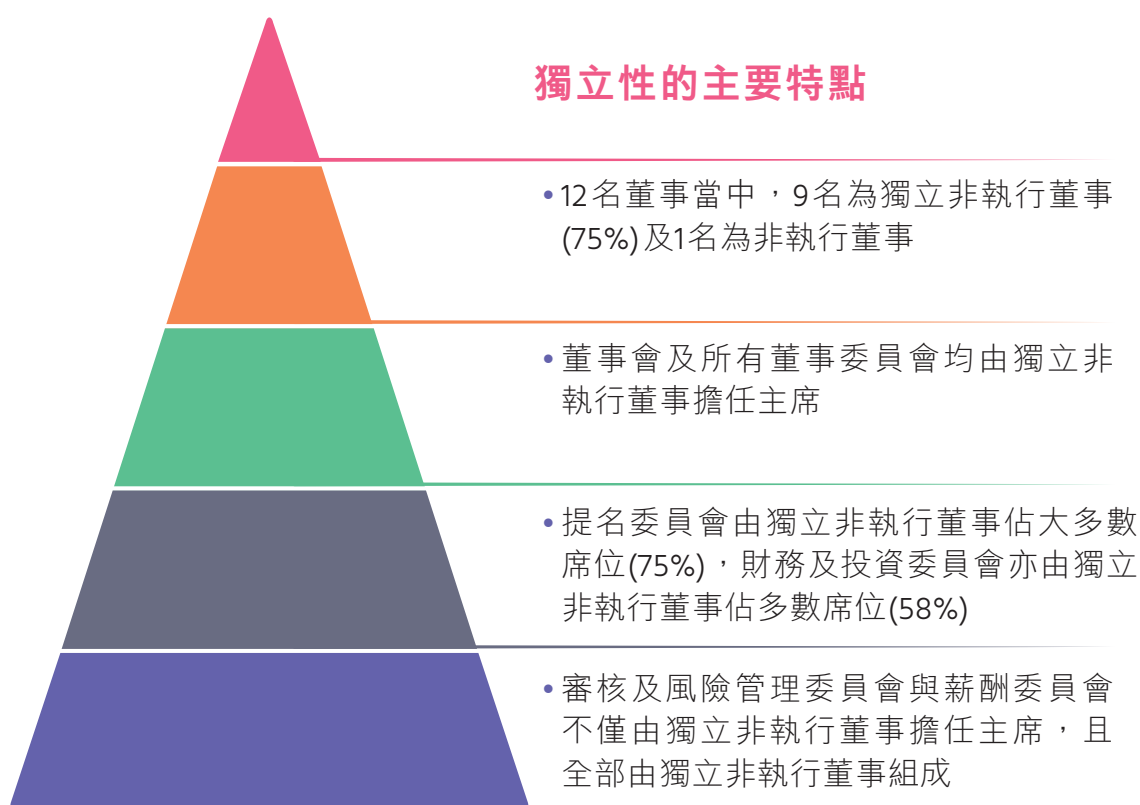 獨立性的主要特點
•12名董事當中，9名為獨立非執行董事
(75%)及1名為非執行董事
•董事會及所有董事委員會均由獨立非
執行董事擔任主席
•提名委員會由獨立非執行董事佔大多數
席位(75%)，財務及投資委員會亦由獨立
非執行董事佔多數席位(58%)
•審核及風險管理委員會與薪酬委員會
不僅由獨立非執行董事擔任主席，且
全部由獨立非執行董事組成